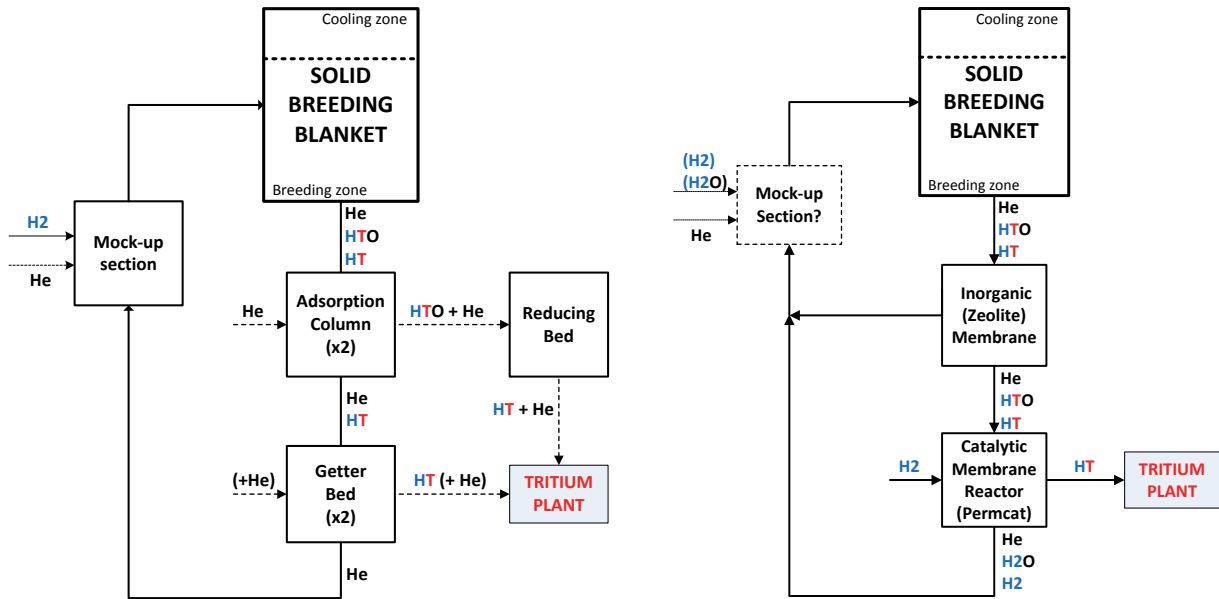 Cooling zone
SOLID
BREEDING
BLANKET
Breeding zone
H2
He
Mock-up
section
He
HTO
HT
He
Adsorption
Column
(x2)
HTO + He
Reducing
Bed
He
HT
HT + He
(+He)
Getter
Bed
(x2)
HT (+ He)
TRITIUM
PLANT
He
Cooling zone
SOLID
BREEDING
BLANKET
Breeding zone
(H2)
(H2O)
He
Mock-up
Section?
He
HTO
HT
Inorganic
(Zeolite)
Membrane
He
HTO
HT
H2
Catalytic
Membrane
Reactor
(Permcat)
HT
TRITIUM
PLANT
He
H2O
H2